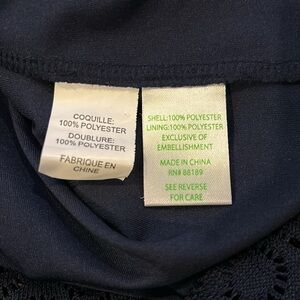 COQUILLE:
100% POLYESTER
DOUBLURE:
100% POLYESTER
FABRIQUE EN
CHINE
SHELL:100% POLYESTER
LINING:100% POLYESTER
EXCLUSIVE OF
EMBELLISHMENT
MADE IN CHINA
RN# 88189
SEE REVERSE
FOR CARE